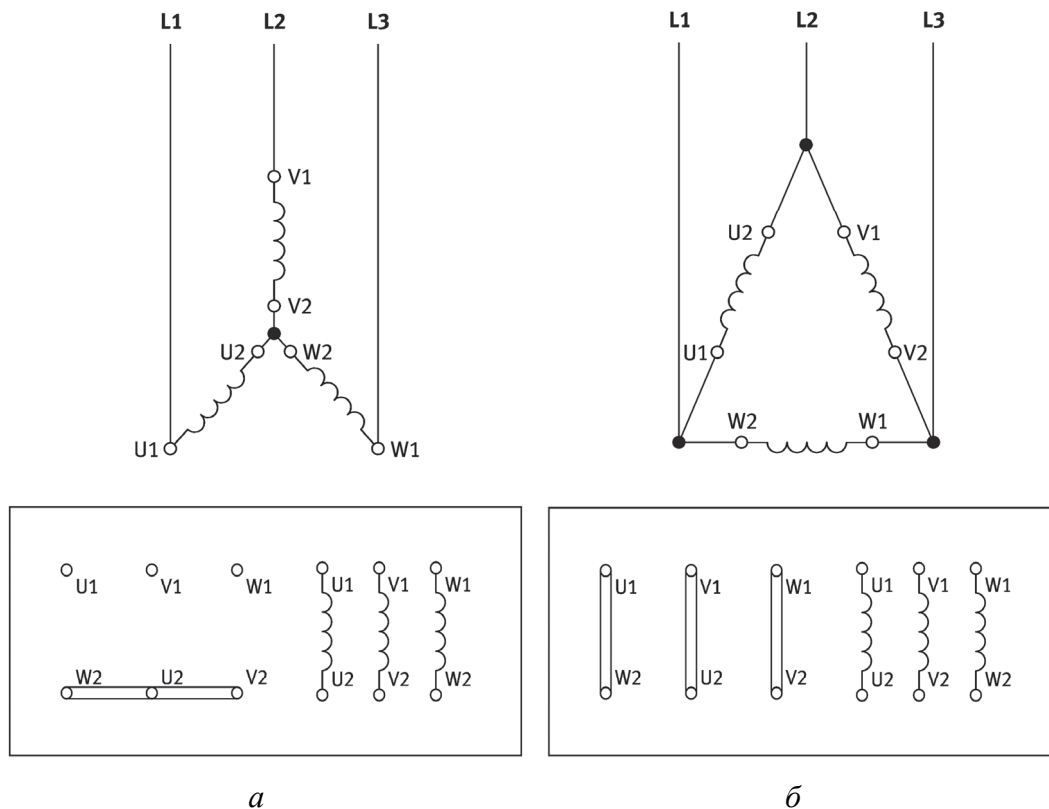 L1 L2 L3
V1
V2
U2 W2
U1 W1
L1 L2 L3
U2 V1
U1 V2
W2 W1
U1 V1 W1 U1 V1 W1
W2 U2 V2 U2 V2 W2
U1 V1 W1 U1 V1 W1
W2 U2 V2 U2 V2 W2
а б